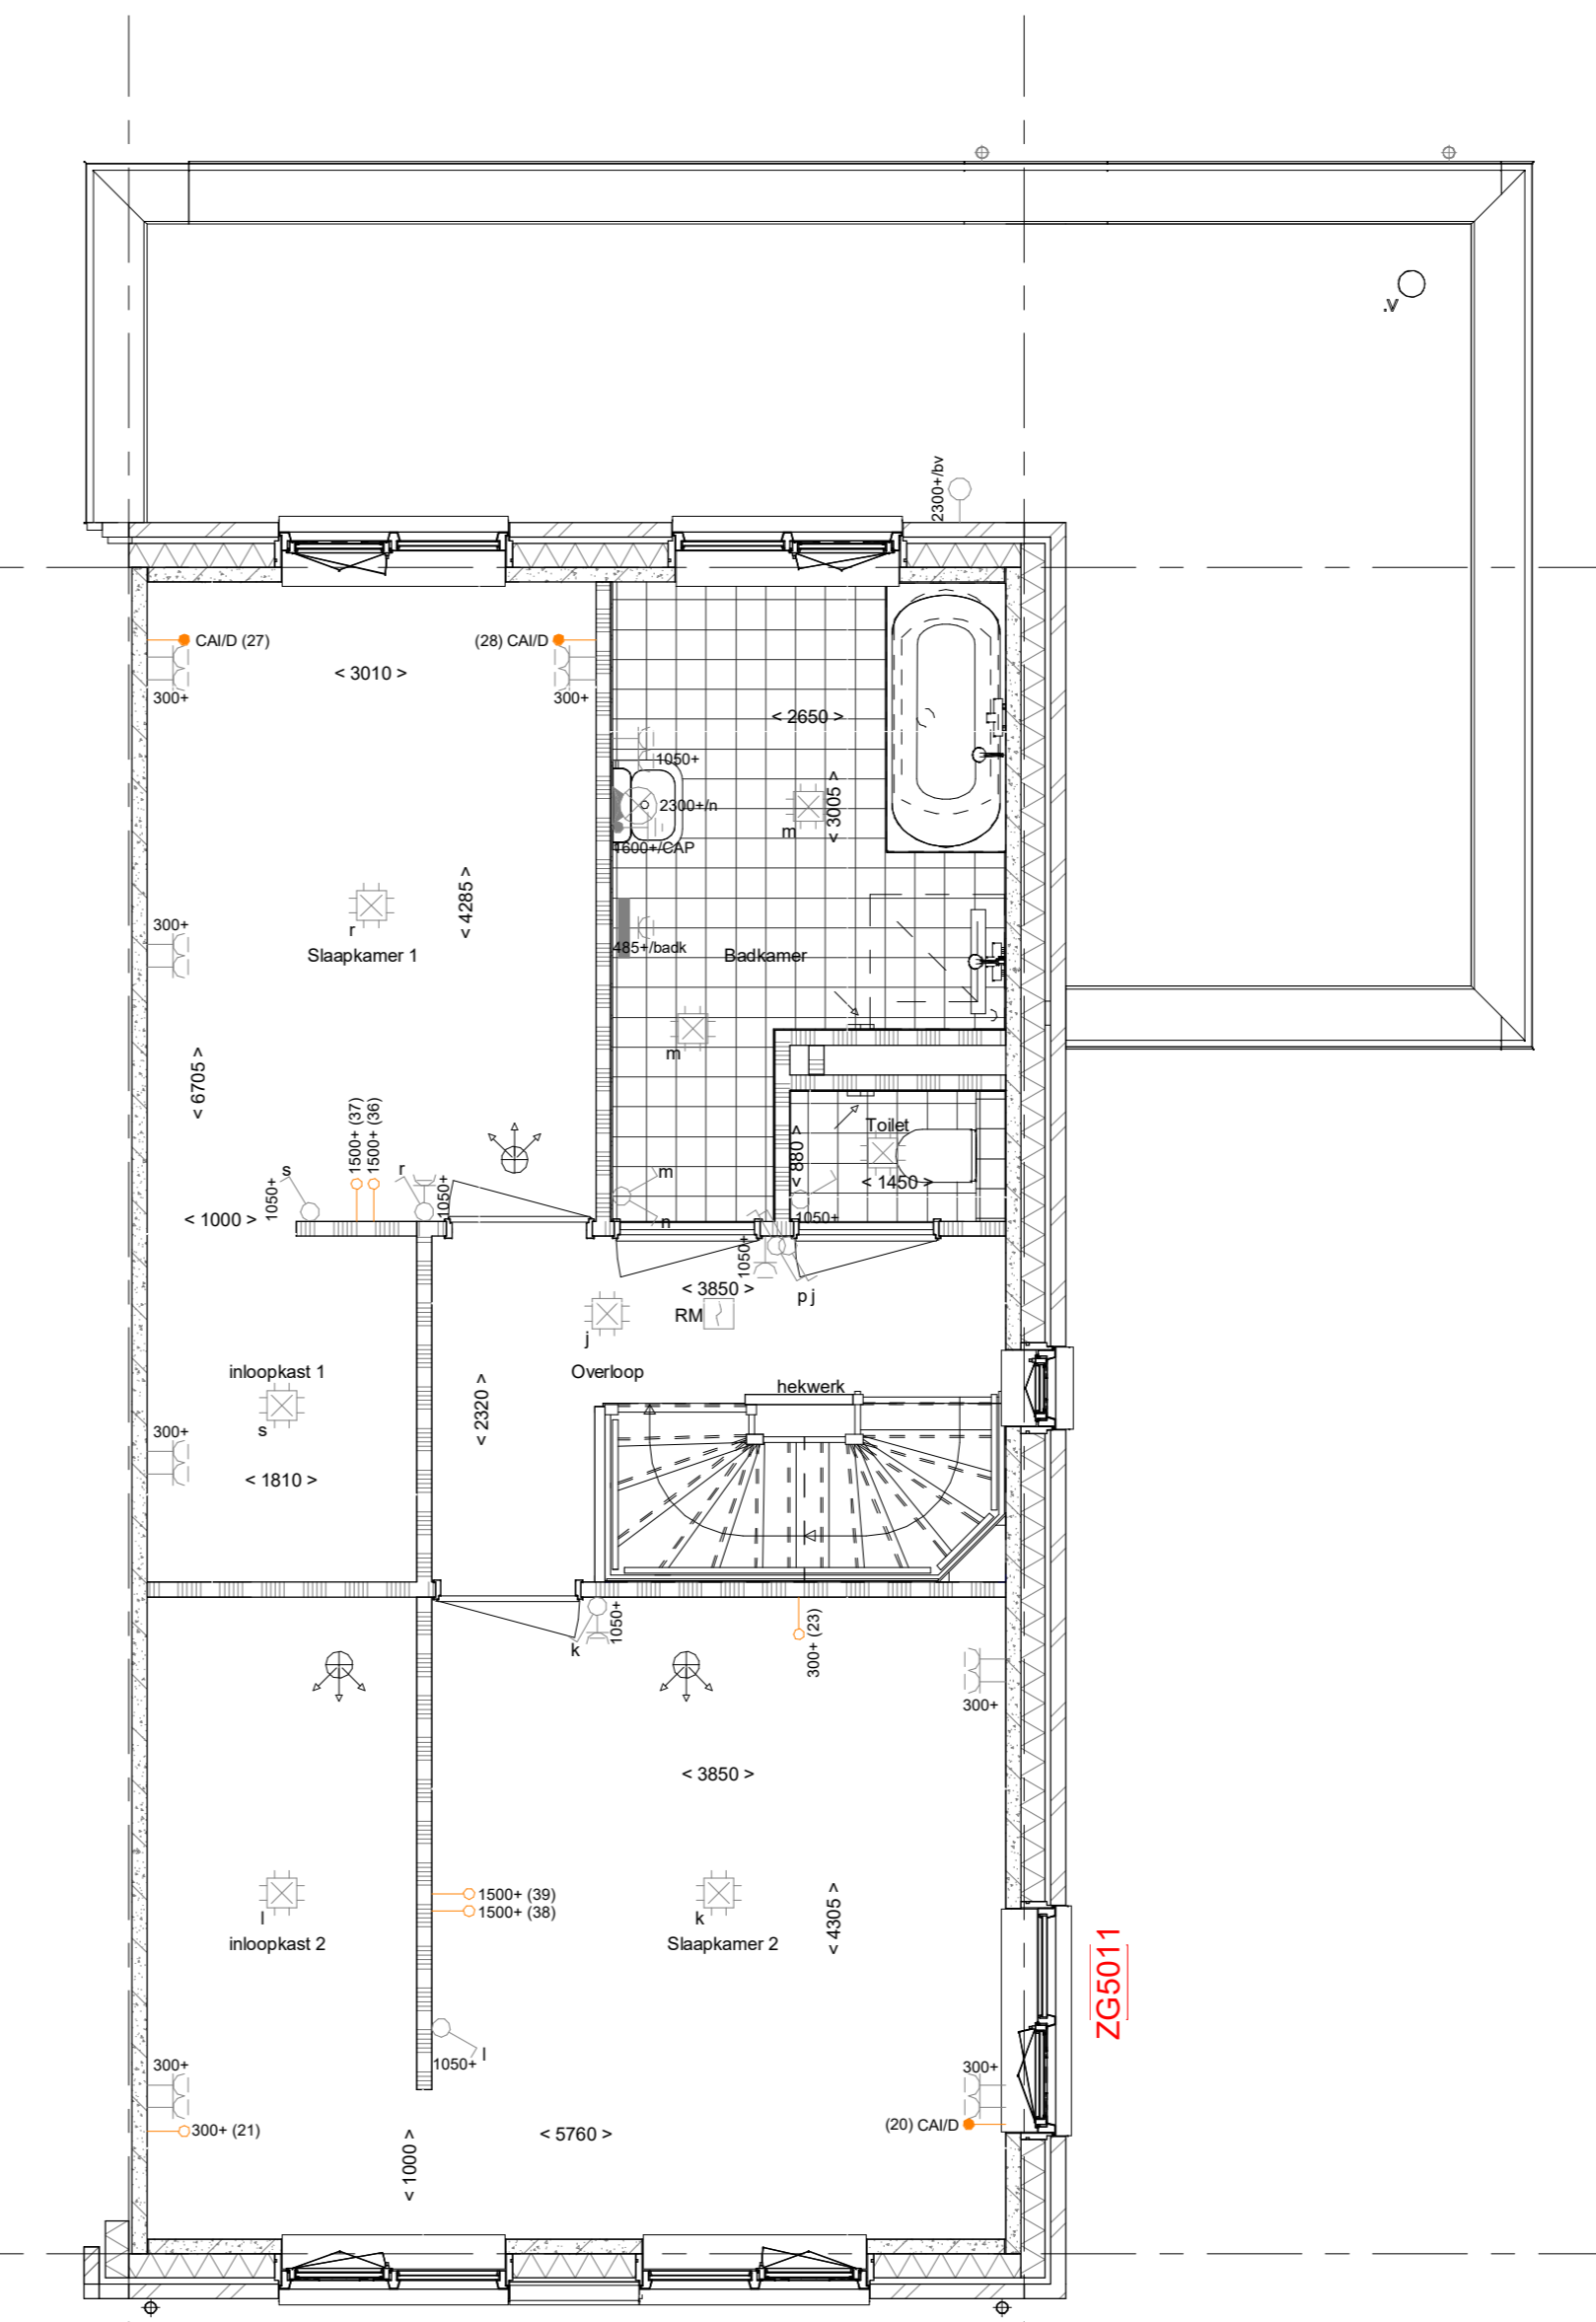 .V
2300+/bv
CAI/D (27)
(28) CAI/D
300+
< 3010 >
300+
< 2650 >
1050+
2300+/n
< 3005 >
m
1600+/CAP
< 4285 >
300+
r
485+/badk
Slaapkamer 1
Badkamer
m
< 6705 >
1500+ (37)
1500+ (36)
Toilet
< 880 >
s
r
m
< 1450 >
1050+
1050+
< 1000 >
n
1050+
1050+
< 3850 >
p j
RM
j
inloopkast 1
Overloop
hekwerk
s
< 2320 >
300+
< 1810 >
1050+
300+ (23)
k
300+
< 3850 >
1500+ (39)
1500+ (38)
l
k
< 4305 >
inloopkast 2
Slaapkamer 2
ZG5011
l
1050+
300+
300+
300+ (21)
(20) CAI/D
< 1000 >
< 5760 >